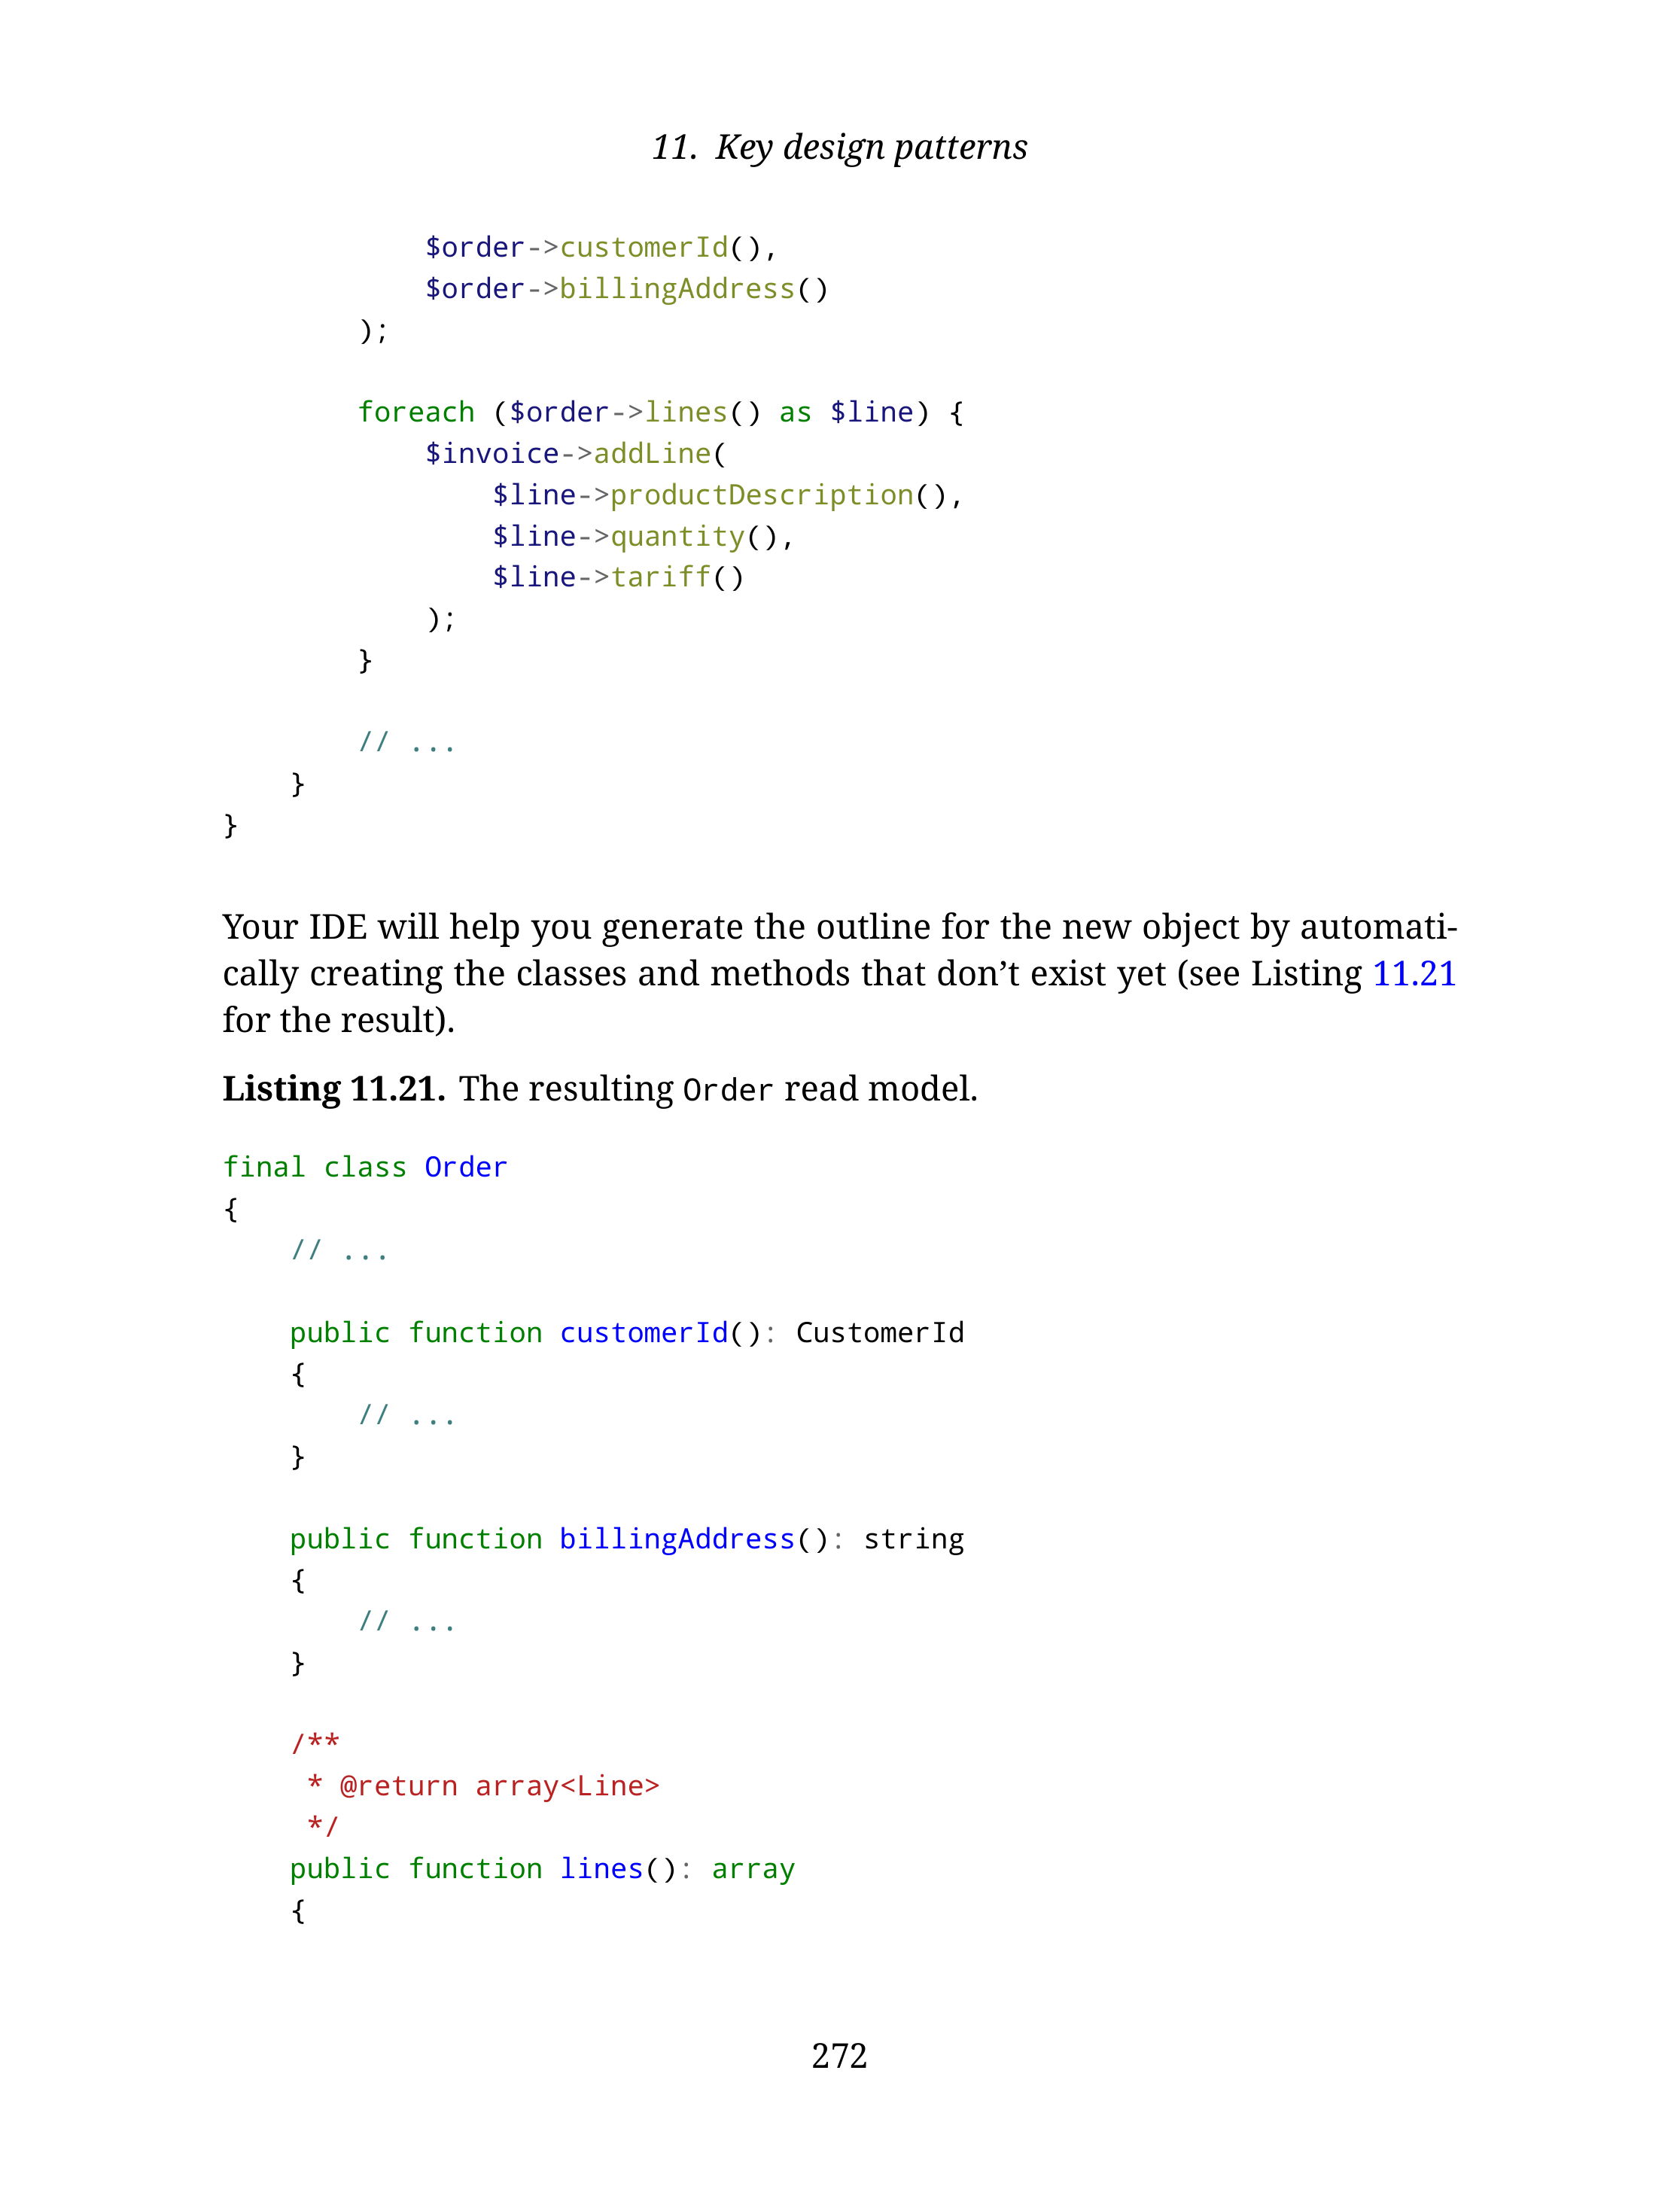 11. Key design patterns
            $order->customerId(),
            $order->billingAddress()
        );

        foreach ($order->lines() as $line) {
            $invoice->addLine(
                $line->productDescription(),
                $line->quantity(),
                $line->tariff()
            );
        }

        // ...
    }
}

Your IDE will help you generate the outline for the new object by automati-
cally creating the classes and methods that don’t exist yet (see Listing 11.21
for the result).
Listing 11.21. The resulting Order read model.

final class Order
{
    // ...

    public function customerId(): CustomerId
    {
        // ...
    }

    public function billingAddress(): string
    {
        // ...
    }

    /**
     * @return array<Line>
     */
    public function lines(): array
    {

272